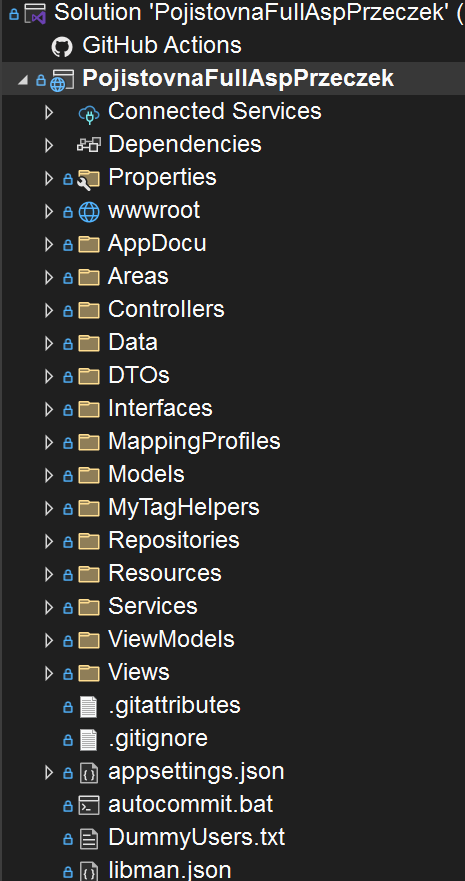 Solution 'PojistovnaFullAspPrzeczek' (
GitHub Actions
PojistovnaFullAspPrzeczek
Connected Services
Dependencies
Properties
wwwroot
AppDocu
Areas
Controllers
Data
DTOs
Interfaces
MappingProfiles
Models
MyTagHelpers
Repositories
Resources
Services
ViewModels
Views
.gitattributes
.gitignore
appsettings.json
autocommit.bat
DummyUsers.txt
libman.json